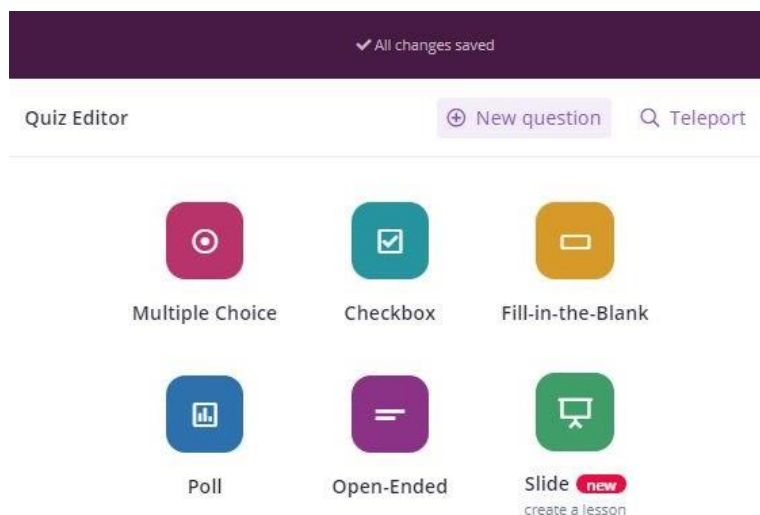 All changes saved
Quiz Editor
New question
Teleport
Multiple Choice
Checkbox
Fill-in-the-Blank
Poll
Open-Ended
Slide new
create a lesson